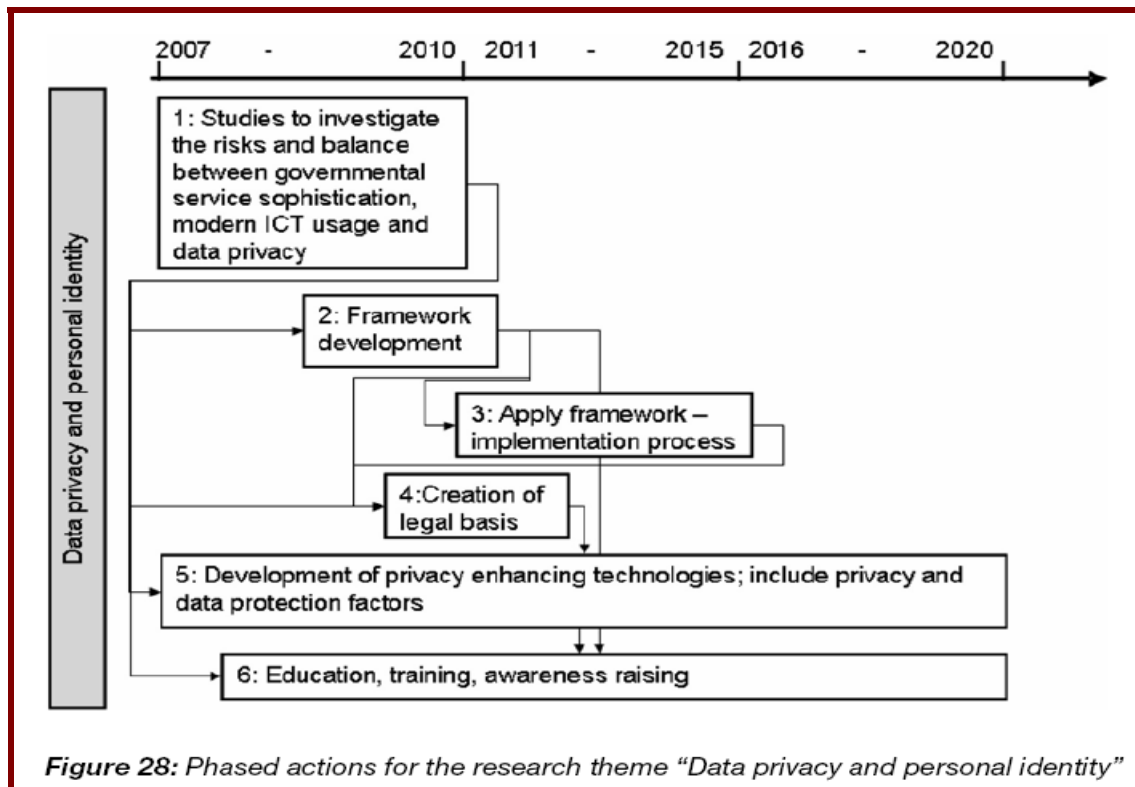 2007 - 2010 2011 - 2015 2016 - 2020
Data privacy and personal identity
1: Studies to investigate
the risks and balance
between governmental
service sophistication,
modern ICT usage and
data privacy
2: Framework
development
3: Apply framework –
implementation process
4:Creation of
legal basis
5: Development of privacy enhancing technologies; include privacy and
data protection factors
6: Education, training, awareness raising
Figure 28: Phased actions for the research theme “Data privacy and personal identity”